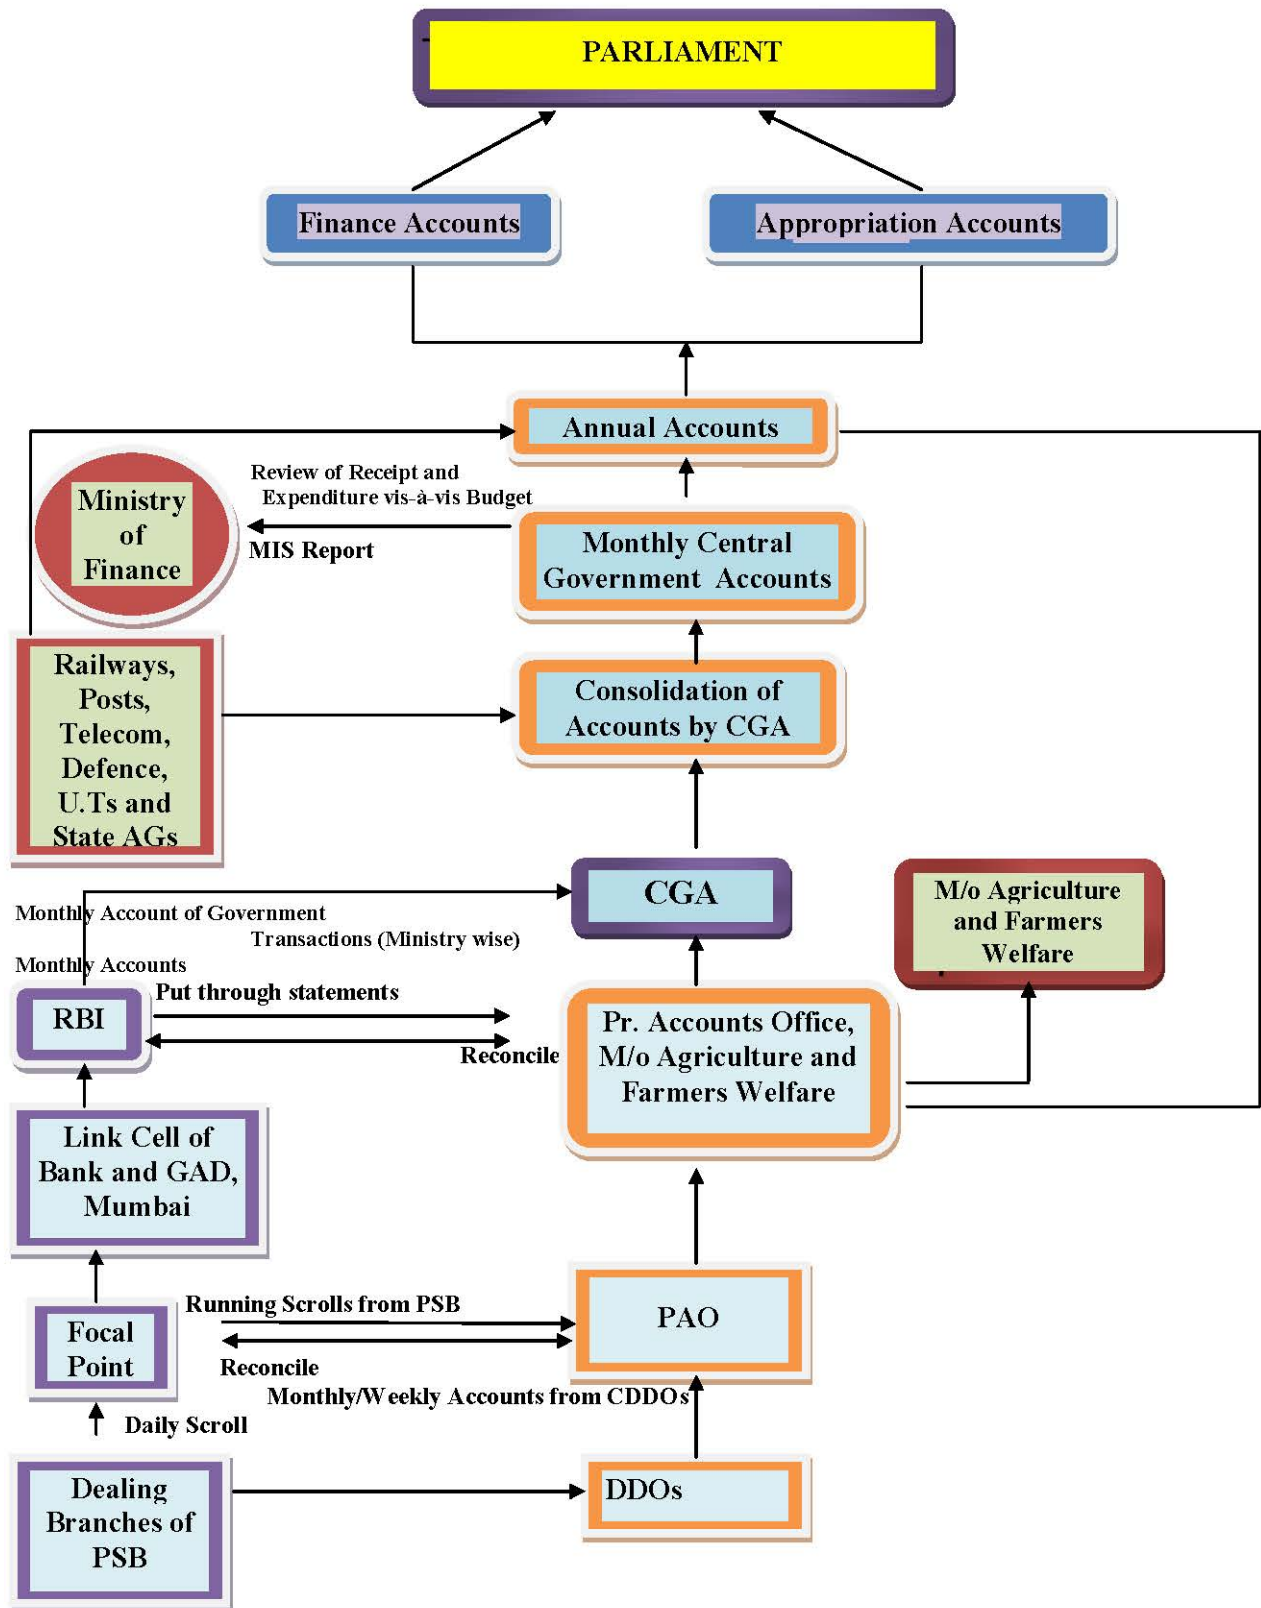 PARLIAMENT
Finance Accounts
Appropriation Accounts
Annual Accounts
Review of Receipt and
Expenditure vis-à-vis Budget
MIS Report
Ministry
of
Finance
Monthly Central
Government Accounts
Railways,
Posts,
Telecom,
Defence,
U.Ts and
State AGs
Consolidation of
Accounts by CGA
CGA
M/o Agriculture
and Farmers
Welfare
Monthly Account of Government
Transactions (Ministry wise)
Monthly Accounts
Put through statements
RBI
Reconcile
Pr. Accounts Office,
M/o Agriculture and
Farmers Welfare
Link Cell of
Bank and GAD,
Mumbai
Running Scrolls from PSB
PAO
Focal
Point
Reconcile
Monthly/Weekly Accounts from CDDOs
Daily Scroll
Dealing
Branches of
PSB
DDOs